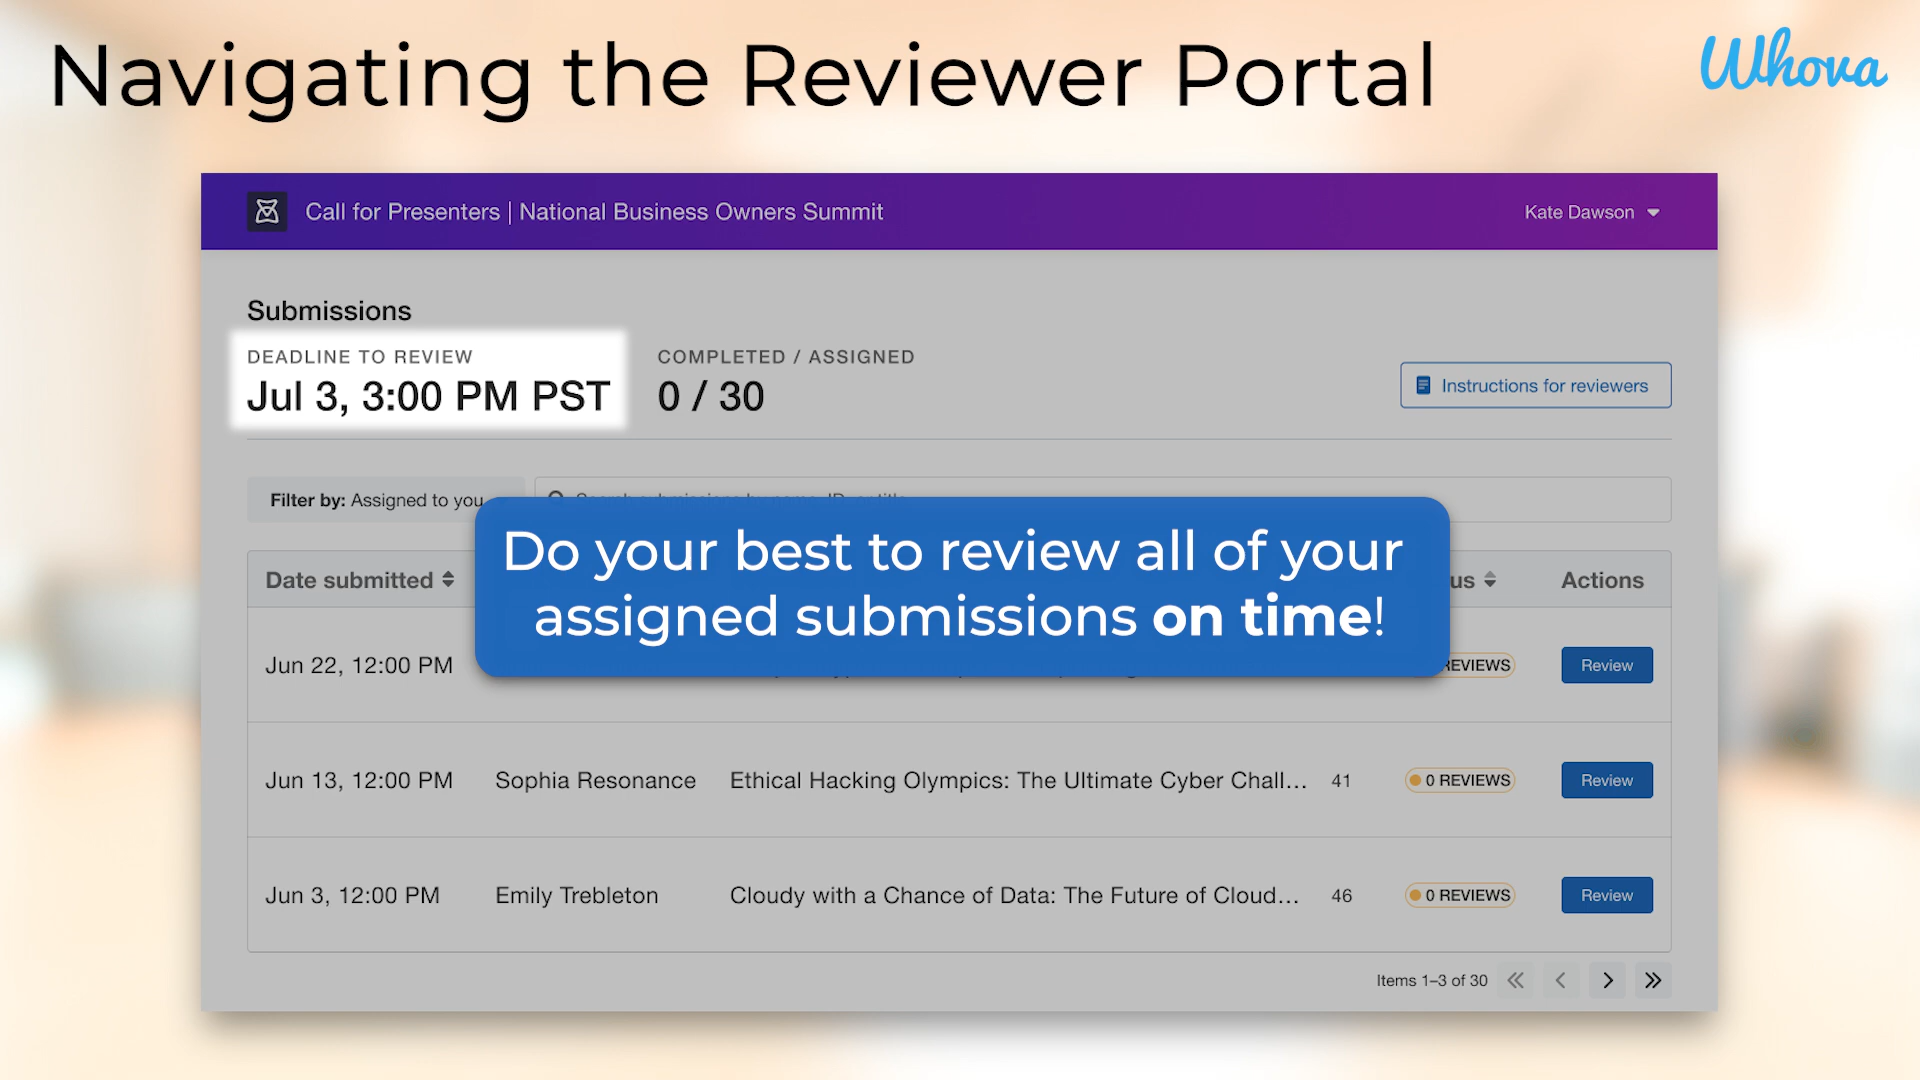 Navigating the Reviewer Portal
Whova
Call for Presenters | National Business Owners Summit
Kate Dawson
Submissions
DEADLINE TO REVIEW
Jul 3, 3:00 PM PST
COMPLETED / ASSIGNED
0 / 30
Instructions for reviewers
Filter by: Assigned to you
Do your best to review all of your
assigned submissions on time!
Date submitted
Actions
Jun 22, 12:00 PM
REVIEWS
Review
Jun 13, 12:00 PM Sophia Resonance Ethical Hacking Olympics: The Ultimate Cyber Chall... 41 0 REVIEWS Review
Jun 3, 12:00 PM Emily Trebleton Cloudy with a Chance of Data: The Future of Cloud... 46 0 REVIEWS Review
Items 1–3 of 30